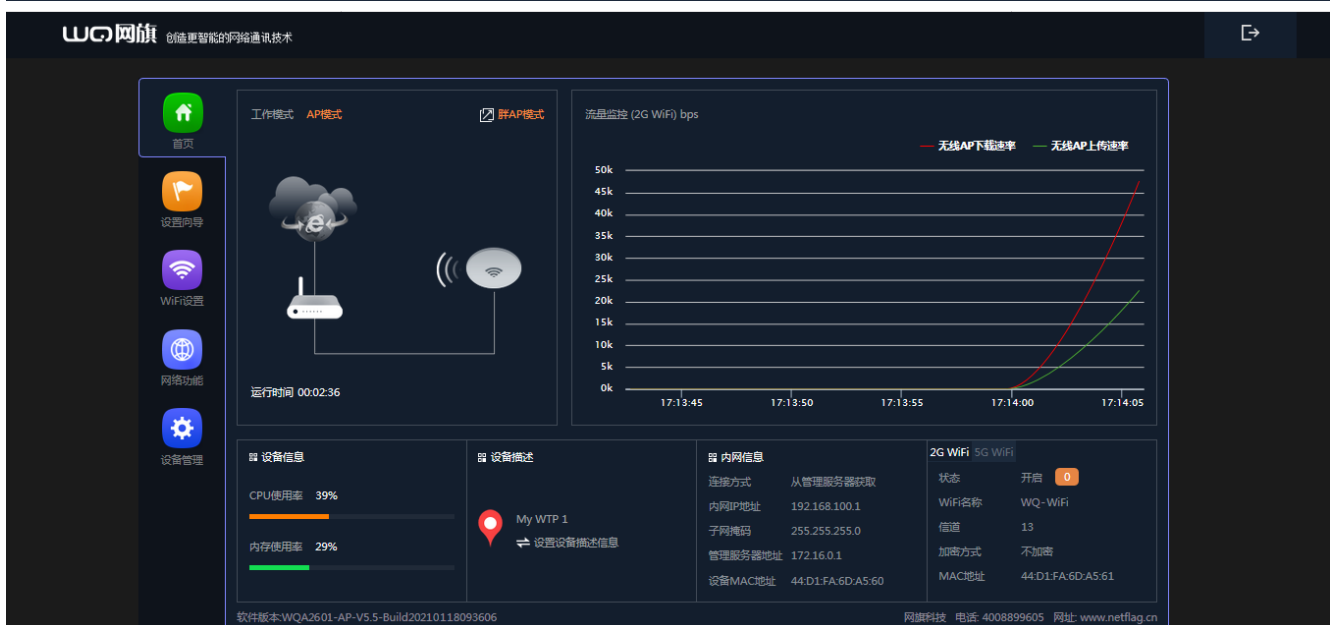 WQ网旗 创造更智能的网络通讯技术
首页
设置向导
WiFi设置
网络功能
设备管理
工作模式 AP模式 群AP模式
运行时间 00:02:36
流量监控 (2G WiFi) bps
无线AP下载速率 无线AP上传速率
50k
45k
40k
35k
30k
25k
20k
15k
10k
5k
0k
17:13:45 17:13:50 17:13:55 17:14:00 17:14:05
设备信息
CPU使用率 39%
内存使用率 29%
设备描述
My WTP 1
设置设备描述信息
内网信息
连接方式 从管理服务器获取
内网IP地址 192.168.100.1
子网掩码 255.255.255.0
管理服务器地址 172.16.0.1
设备MAC地址 44:D1:FA:6D:A5:60
2G WiFi 5G WiFi
状态 开启 0
WiFi名称 WQ-WiFi
信道 13
加密方式 不加密
MAC地址 44:D1:FA:6D:A5:61
软件版本:WQA2601-AP-V5.5-Build20210118093606
网旗科技 电话: 4008899605 网址: www.netflag.cn